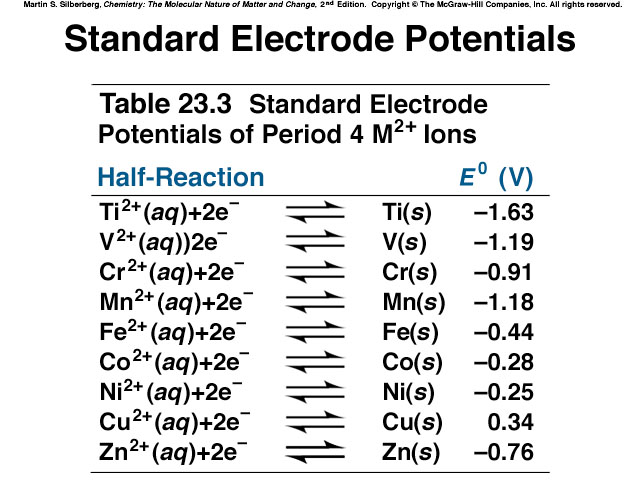 Martin S. Silberberg, Chemistry: The Molecular Nature of Matter and Change, 2nd Edition. Copyright © The McGraw-Hill Companies, Inc. All rights reserved.
Standard Electrode Potentials
Table 23.3 Standard Electrode
Potentials of Period 4 M²⁺ Ions
Half-Reaction E⁰ (V)
Ti²⁺(aq)+2e⁻ ⇌ Ti(s) –1.63
V²⁺(aq))2e⁻ ⇌ V(s) –1.19
Cr²⁺(aq)+2e⁻ ⇌ Cr(s) –0.91
Mn²⁺(aq)+2e⁻ ⇌ Mn(s) –1.18
Fe²⁺(aq)+2e⁻ ⇌ Fe(s) –0.44
Co²⁺(aq)+2e⁻ ⇌ Co(s) –0.28
Ni²⁺(aq)+2e⁻ ⇌ Ni(s) –0.25
Cu²⁺(aq)+2e⁻ ⇌ Cu(s) 0.34
Zn²⁺(aq)+2e⁻ ⇌ Zn(s) –0.76